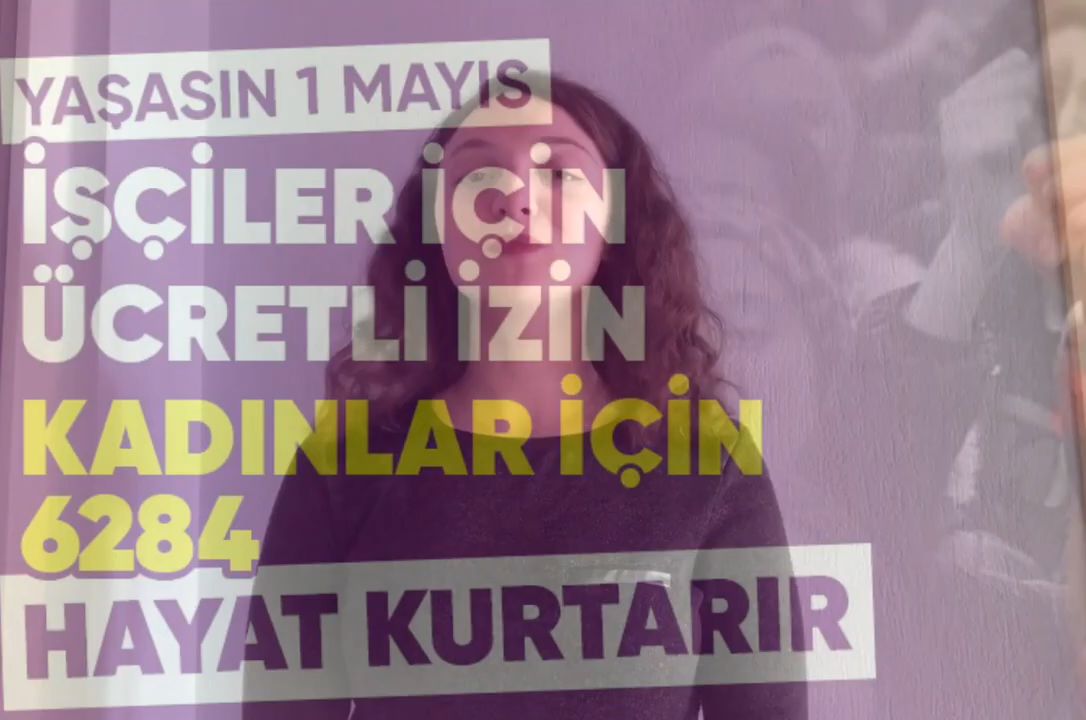 YAŞASIN 1 MAYIS
İŞÇİLER İÇİN
ÜCRETLİ İZİN
KADINLAR İÇİN
6284
HAYAT KURTARIR